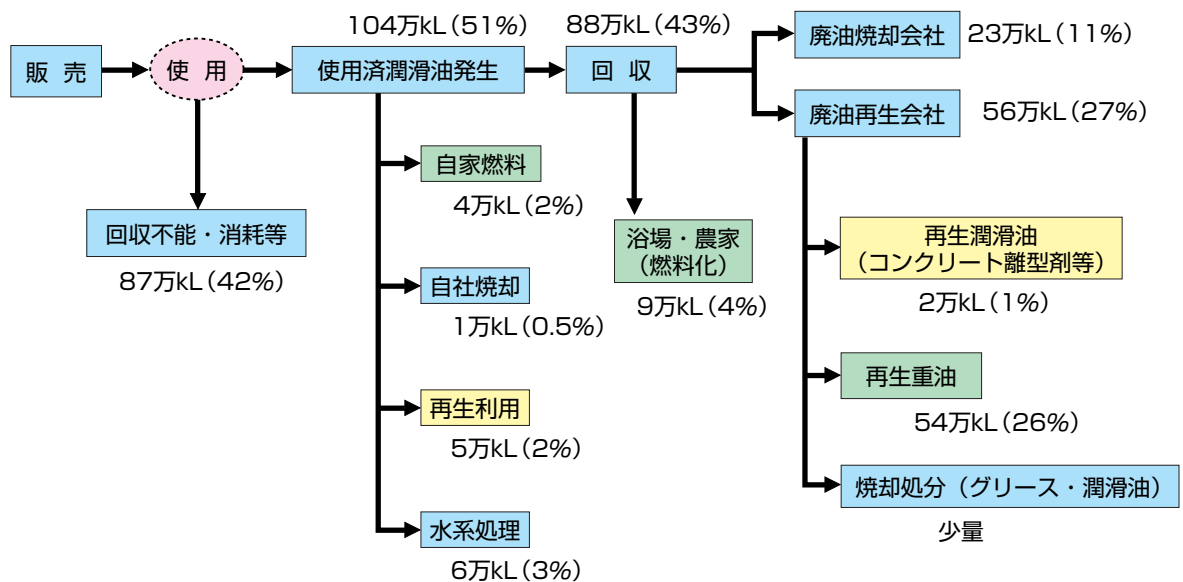 販 売
使 用
使用済潤滑油発生
104万kL(51%)
回 収
88万kL(43%)
廃油焼却会社
23万kL(11%)
廃油再生会社
56万kL(27%)
回収不能・消耗等
87万kL(42%)
自家燃料
4万kL(2%)
自社焼却
1万kL(0.5%)
再生利用
5万kL(2%)
水系処理
6万kL(3%)
浴場・農家
(燃料化)
9万kL(4%)
再生潤滑油
(コンクリート離型剤等)
2万kL(1%)
再生重油
54万kL(26%)
焼却処分(グリース・潤滑油)
少量